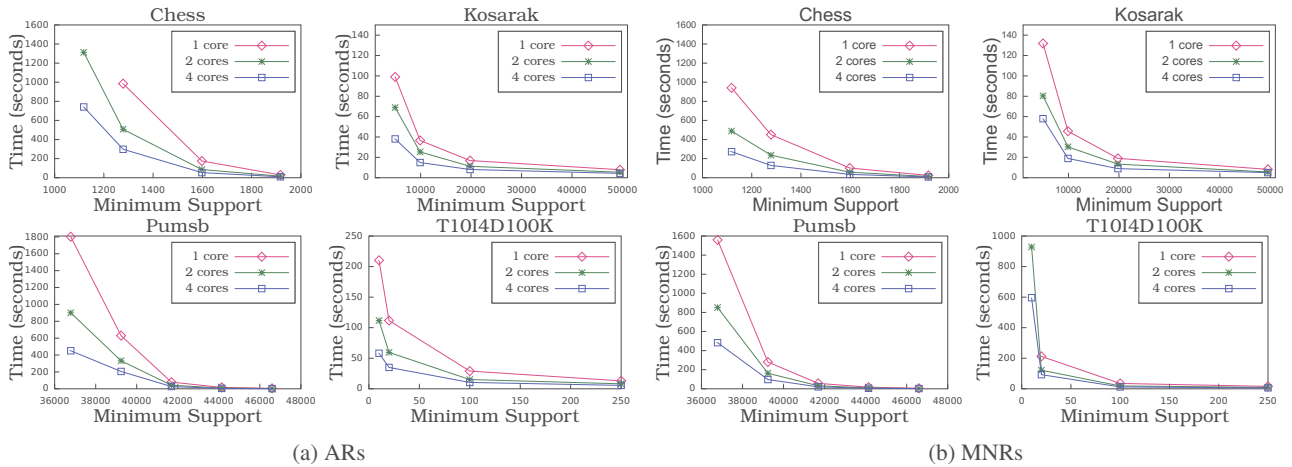 Chess
Time (seconds)
1600
1400
1200
1000
800
600
400
200
0
1000 1200 1400 1600 1800 2000
Minimum Support
1 core
2 cores
4 cores
Kosarak
Time (seconds)
140
120
100
80
60
40
20
0
10000 20000 30000 40000 50000
Minimum Support
1 core
2 cores
4 cores
Pumsb
Time (seconds)
1800
1600
1400
1200
1000
800
600
400
200
0
36000 38000 40000 42000 44000 46000 48000
Minimum Support
1 core
2 cores
4 cores
T10I4D100K
Time (seconds)
250
200
150
100
50
0
0 50 100 150 200 250
Minimum Support
1 core
2 cores
4 cores
(a) ARs
Chess
Time (seconds)
1600
1400
1200
1000
800
600
400
200
0
1000 1200 1400 1600 1800 2000
Minimum Support
1 core
2 cores
4 cores
Kosarak
Time (seconds)
140
120
100
80
60
40
20
0
10000 20000 30000 40000 50000
Minimum Support
1 core
2 cores
4 cores
Pumsb
Time (seconds)
1600
1400
1200
1000
800
600
400
200
0
36000 38000 40000 42000 44000 46000 48000
Minimum Support
1 core
2 cores
4 cores
T10I4D100K
Time (seconds)
1000
800
600
400
200
0
0 50 100 150 200 250
Minimum Support
1 core
2 cores
4 cores
(b) MNRs